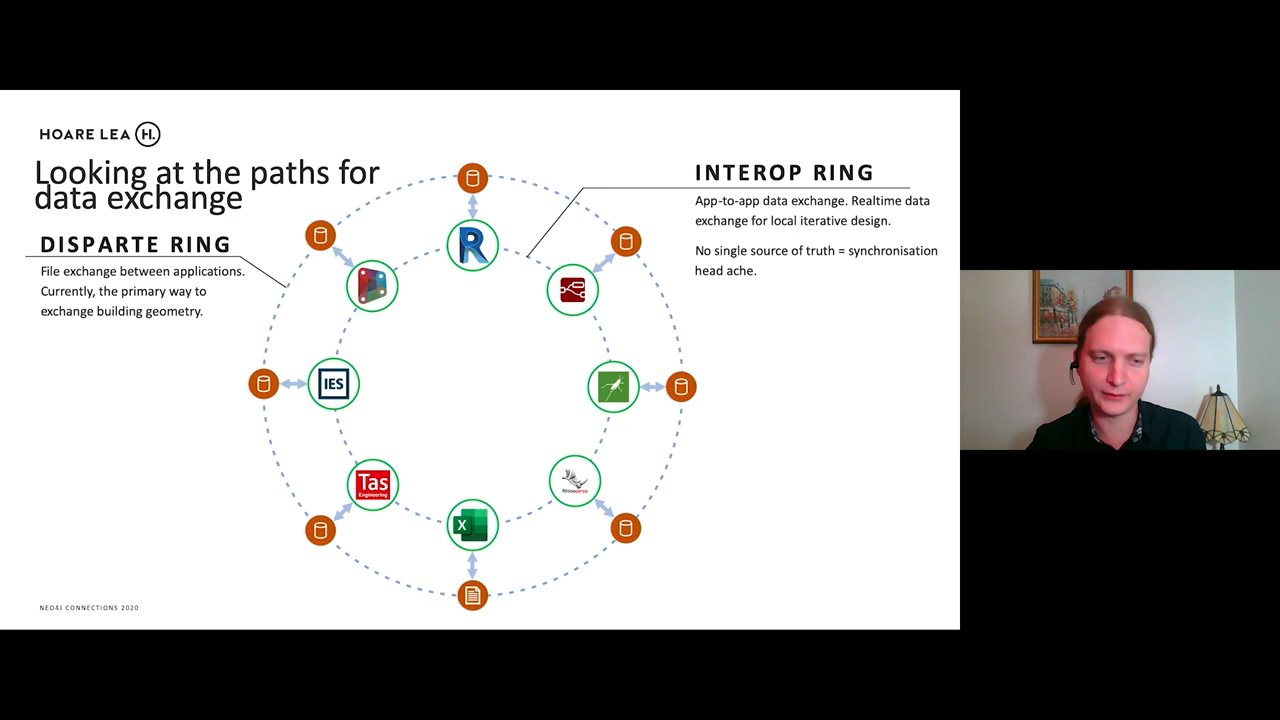 HOARE LEA H.
Looking at the paths for
data exchange
DISPARTE RING
File exchange between applications.
Currently, the primary way to
exchange building geometry.
INTEROP RING
App-to-app data exchange. Realtime data
exchange for local iterative design.
No single source of truth = synchronisation
head ache.
R
IES
Tas
Engineering
X
Rhinoceros
NEO4J CONNECTIONS 2020